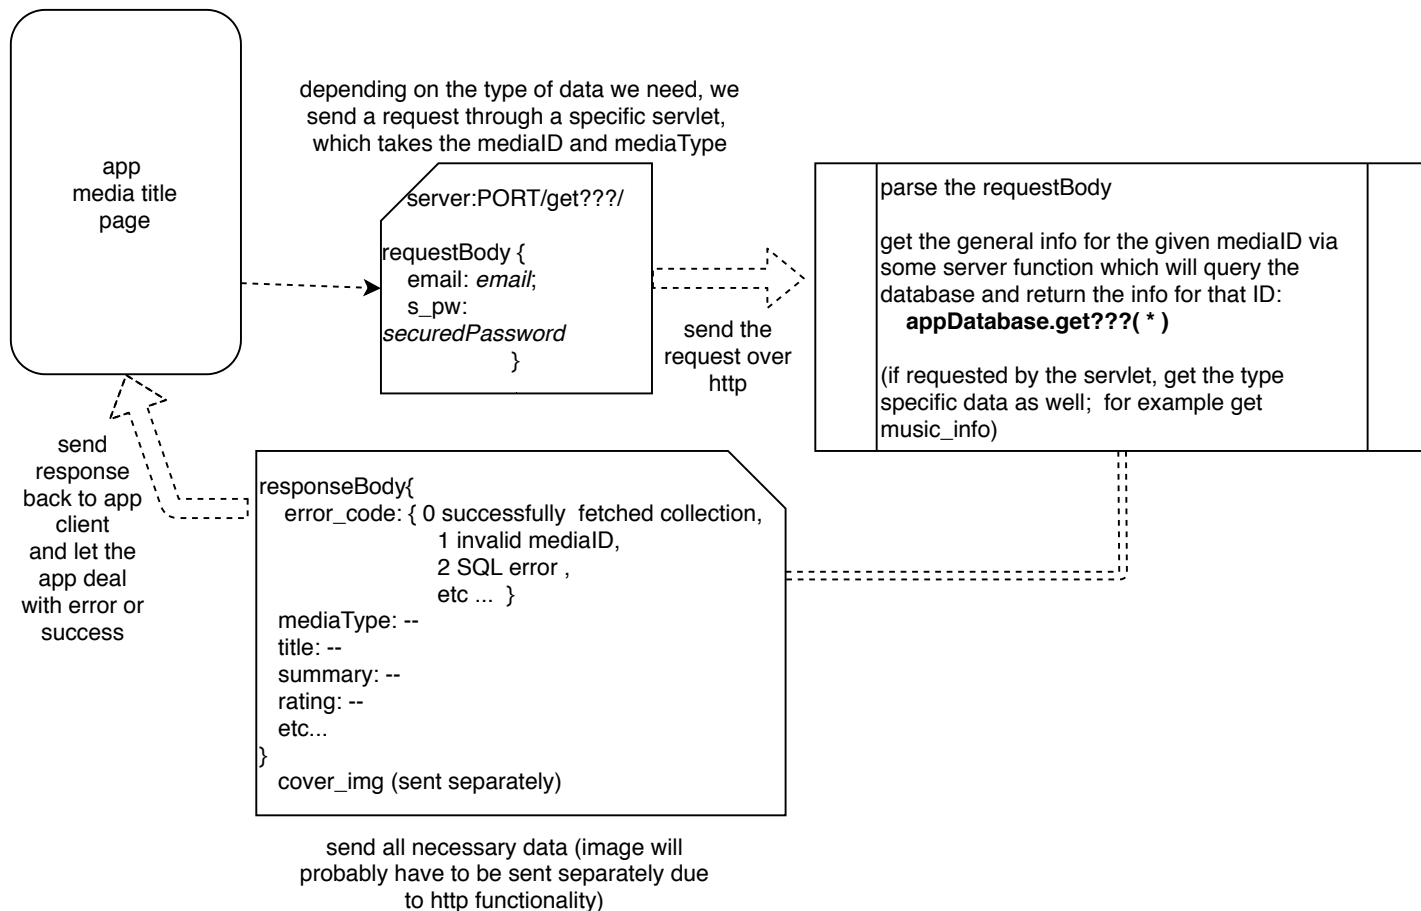 app
media title
page
depending on the type of data we need, we
send a request through a specific servlet,
which takes the mediaID and mediaType
server:PORT/get???/
requestBody {
email: email;
s_pw:
securedPassword
}
send the
request over
http
parse the requestBody
get the general info for the given mediaID via
some server function which will query the
database and return the info for that ID:
appDatabase.get???( * )
(if requested by the servlet, get the type
specific data as well; for example get
music_info)
responseBody{
error_code: { 0 successfully fetched collection,
1 invalid mediaID,
2 SQL error ,
etc ... }
mediaType: --
title: --
summary: --
rating: --
etc...
}
cover_img (sent separately)
send all necessary data (image will
probably have to be sent separately due
to http functionality)
send
response
back to app
client
and let the
app deal
with error or
success